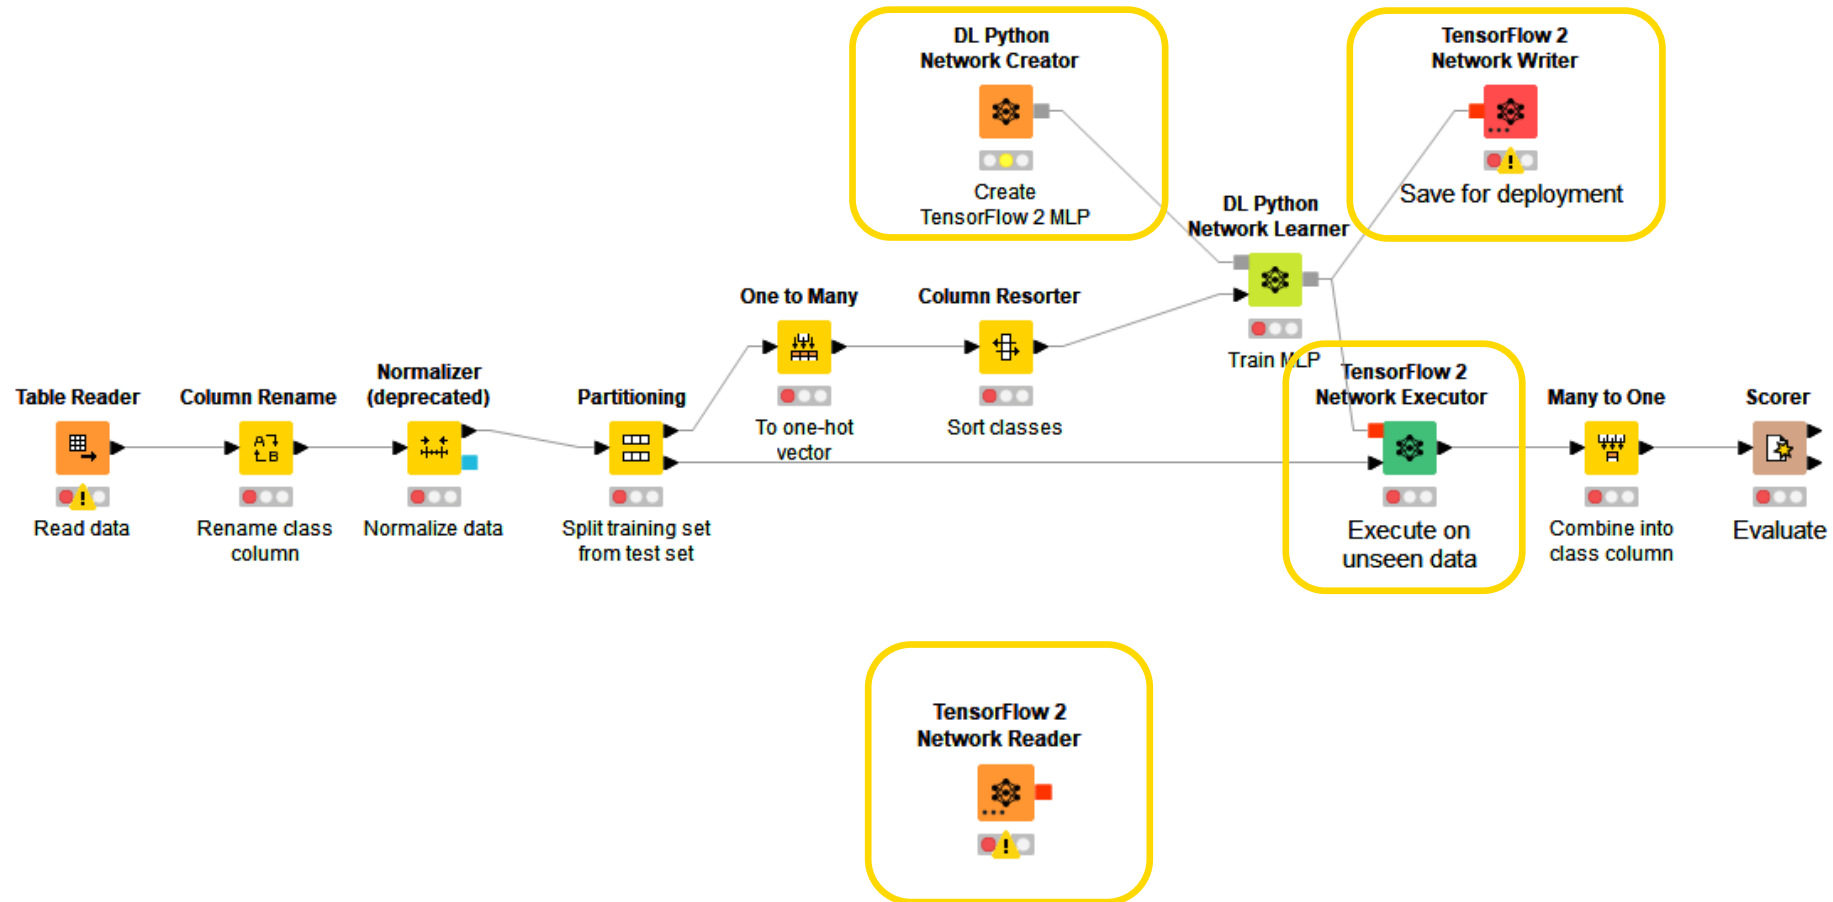 DL Python
Network Creator
Create
TensorFlow 2 MLP
TensorFlow 2
Network Writer
Save for deployment
DL Python
Network Learner
Train MLP
One to Many
To one-hot
vector
Column Resorter
Sort classes
Table Reader
Read data
Column Rename
A
B
Rename class
column
Normalizer
(deprecated)
Normalize data
Partitioning
Split training set
from test set
TensorFlow 2
Network Executor
Execute on
unseen data
Many to One
Combine into
class column
Scorer
Evaluate
TensorFlow 2
Network Reader